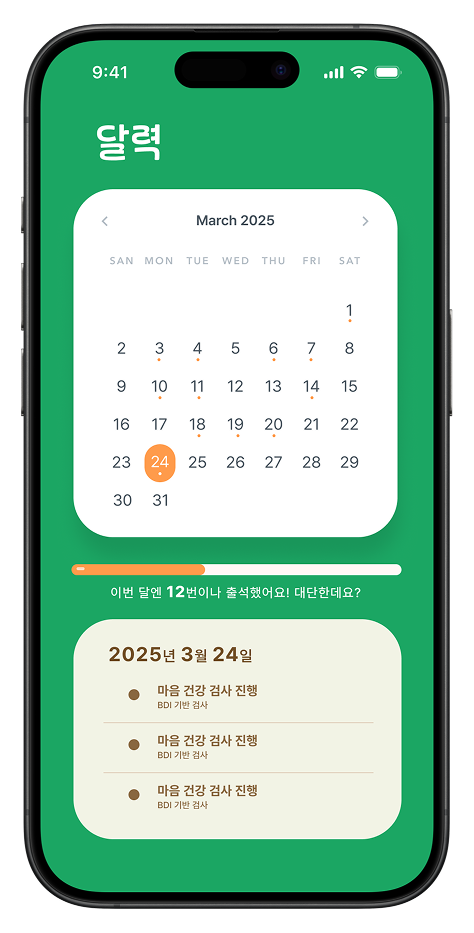 9:41
달력
March 2025
SAN MON TUE WED THU FRI SAT
1
2 3 4 5 6 7 8
9 10 11 12 13 14 15
16 17 18 19 20 21 22
23 24 25 26 27 28 29
30 31
이번 달엔 12번이나 출석했어요! 대단한데요?
2025년 3월 24일
마음 건강 검사 진행
BDI 기반 검사
마음 건강 검사 진행
BDI 기반 검사
마음 건강 검사 진행
BDI 기반 검사